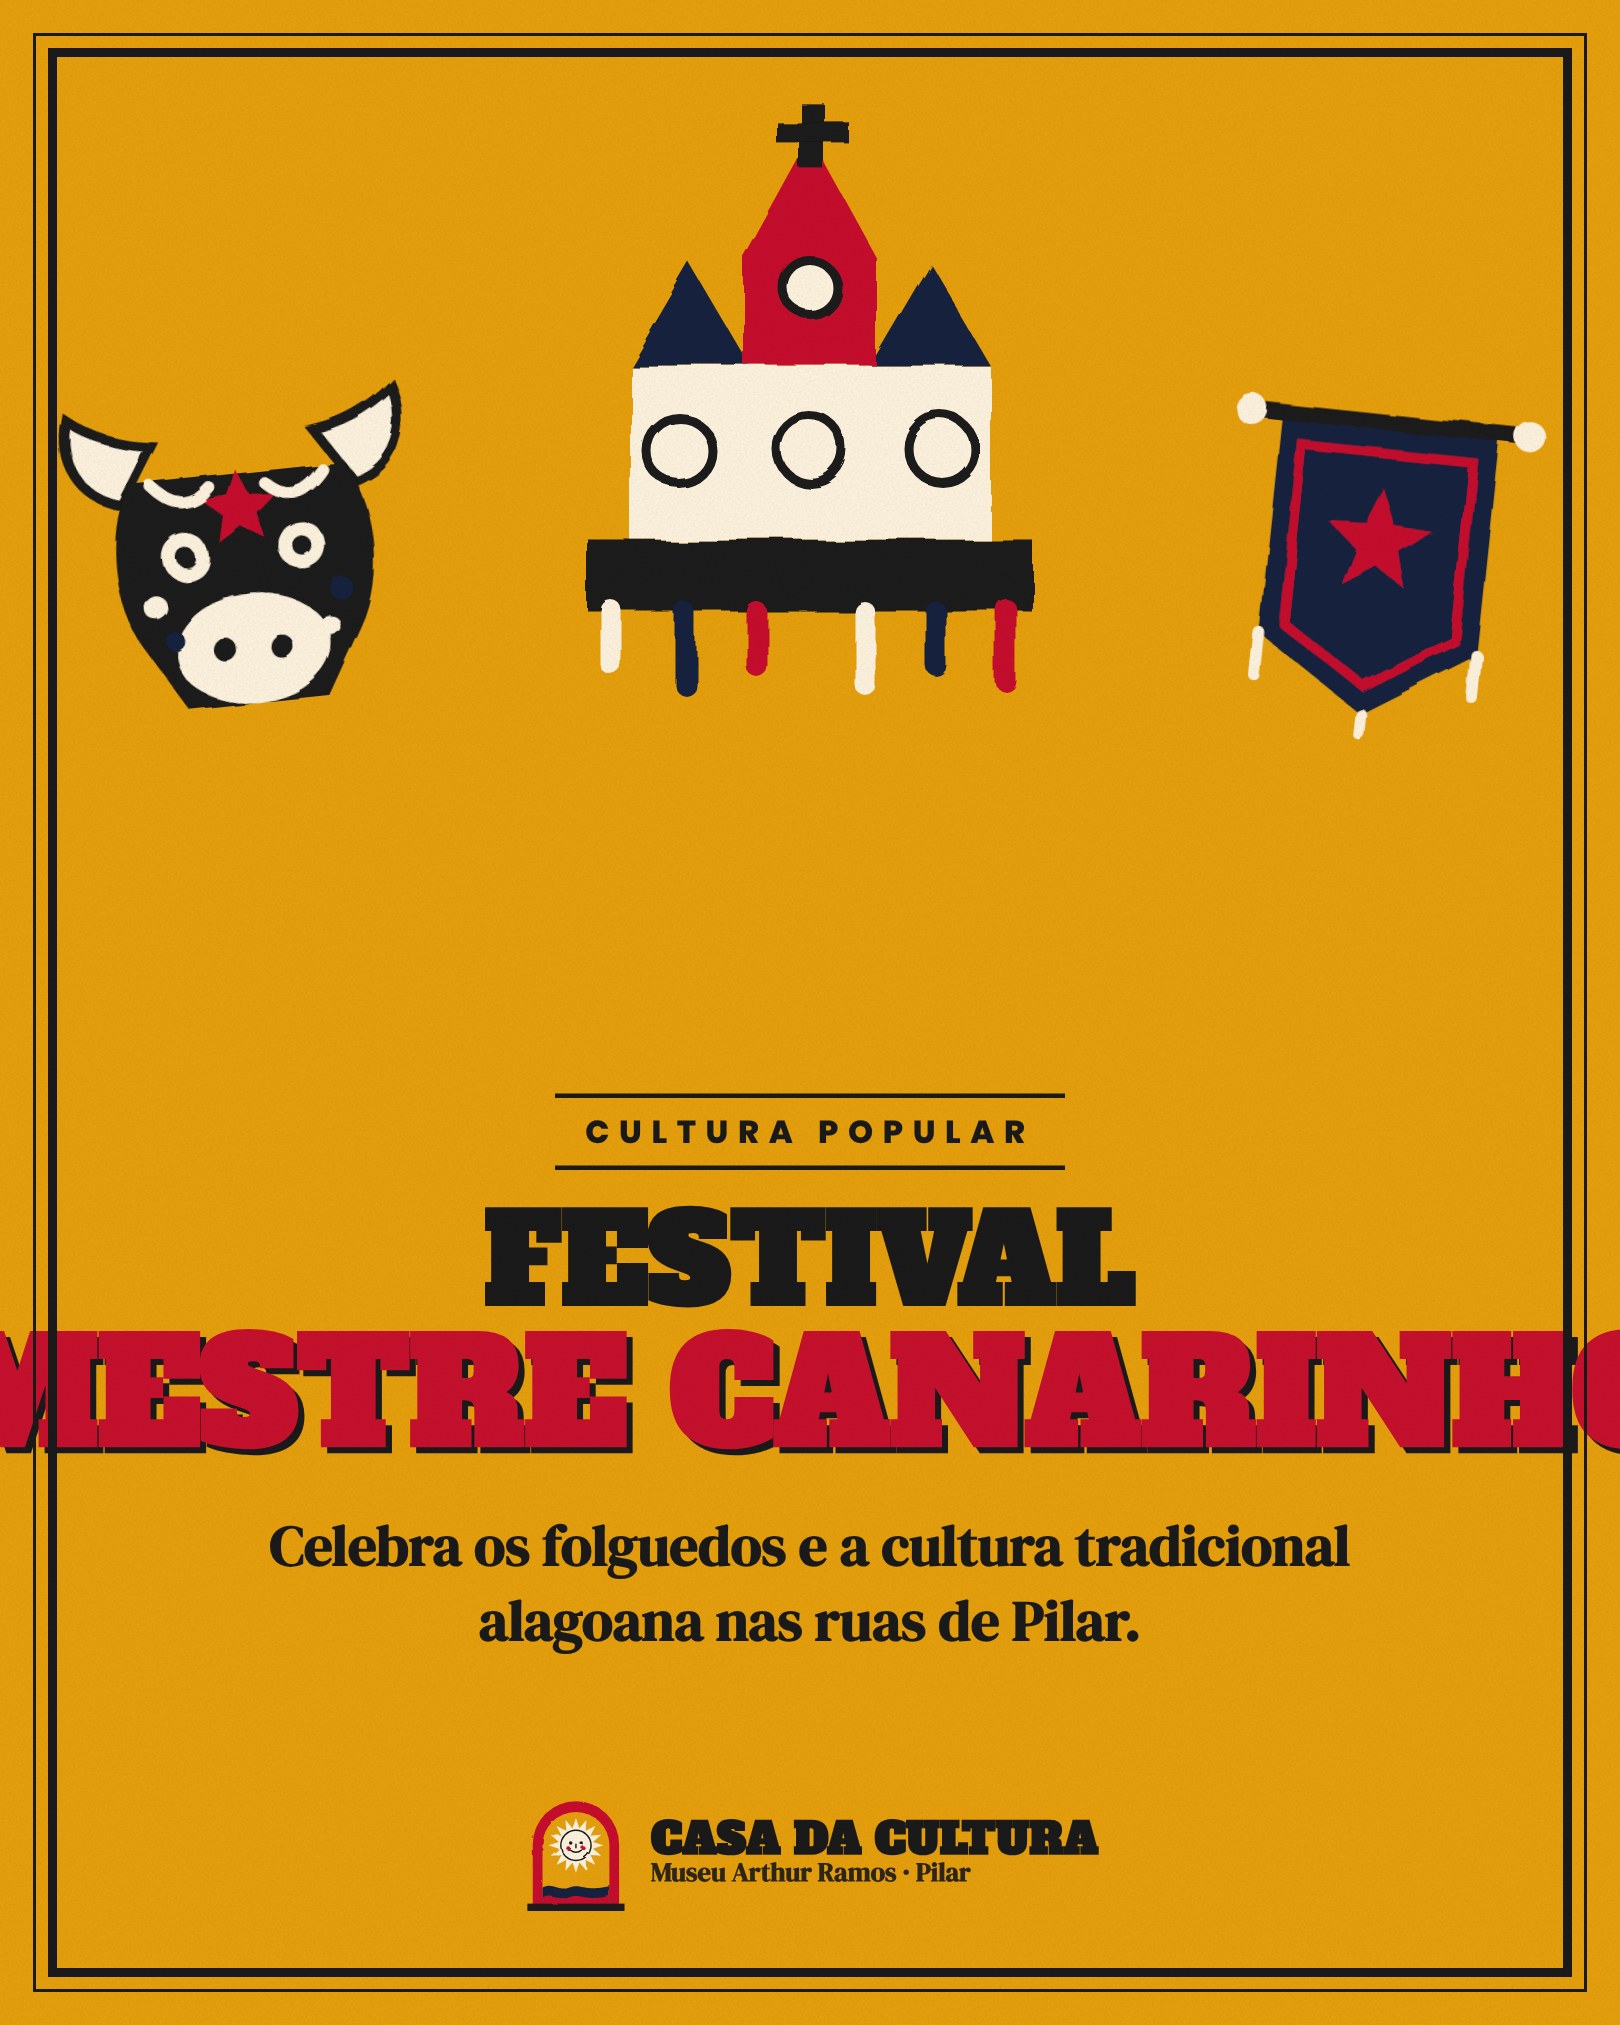 CULTURA POPULAR
FESTIVAL
MESTRE CANARINHO
Celebra os folguedos e a cultura tradicional
alagoana nas ruas de Pilar.
CASA DA CULTURA
Museu Arthur Ramos · Pilar